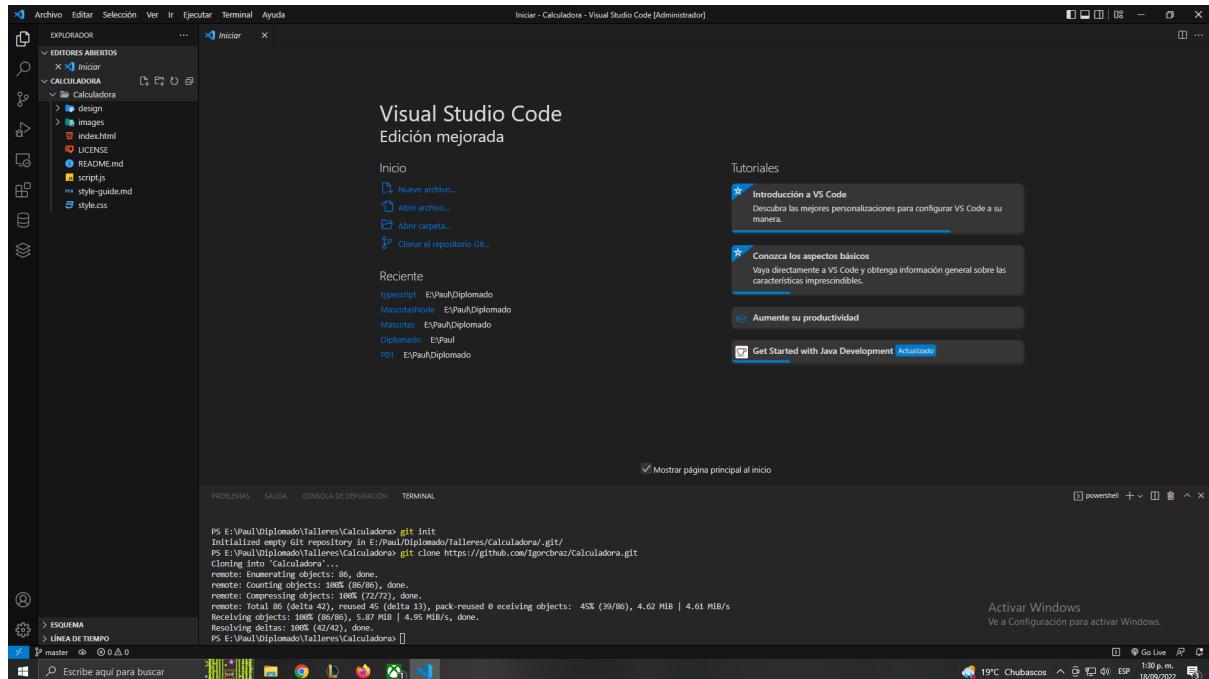 Archivo Editar Selección Ver Ir Ejecutar Terminal Ayuda
Iniciar - Calculadora - Visual Studio Code [Administrador]
EXPLORADOR
Iniciar
EDITORES ABIERTOS
Iniciar
CALCULADORA
Calculadora
design
images
index.html
LICENSE
README.md
script.js
style-guide.md
style.css
Visual Studio Code
Edición mejorada
Inicio
Nuevo archivo...
Abrir archivo...
Abrir carpeta...
Clonar el repositorio Git...
Reciente
typescript E:\Paul\Diplomado
MascotasNode E:\Paul\Diplomado
Mascotas E:\Paul\Diplomado
Diplomado E:\Paul
P01 E:\Paul\Diplomado
Tutoriales
Introducción a VS Code
Descubra las mejores personalizaciones para configurar VS Code a su
manera.
Conozca los aspectos básicos
Vaya directamente a VS Code y obtenga información general sobre las
características imprescindibles.
Aumente su productividad
Get Started with Java Development Actualizado
Mostrar página principal al inicio
PROBLEMAS SALIDA CONSOLA DE DEPURACIÓN TERMINAL
powershell
PS E:\Paul\Diplomado\Talleres\Calculadora> git init
Initialized empty Git repository in E:/Paul/Diplomado/Talleres/Calculadora/.git/
PS E:\Paul\Diplomado\Talleres\Calculadora> git clone https://github.com/Igorcbraz/Calculadora.git
Cloning into 'Calculadora'...
remote: Enumerating objects: 86, done.
remote: Counting objects: 100% (86/86), done.
remote: Compressing objects: 100% (72/72), done.
remote: Total 86 (delta 42), reused 45 (delta 13), pack-reused 0 eceiving objects: 45% (39/86), 4.62 MiB | 4.61 MiB/s
Receiving objects: 100% (86/86), 5.87 MiB | 4.95 MiB/s, done.
Resolving deltas: 100% (42/42), done.
PS E:\Paul\Diplomado\Talleres\Calculadora>
Activar Windows
Ve a Configuración para activar Windows.
ESQUEMA
LÍNEA DE TIEMPO
master 0 0
Go Live
Escribe aquí para buscar
19°C Chubascos
ESP
1:30 p. m.
18/09/2022